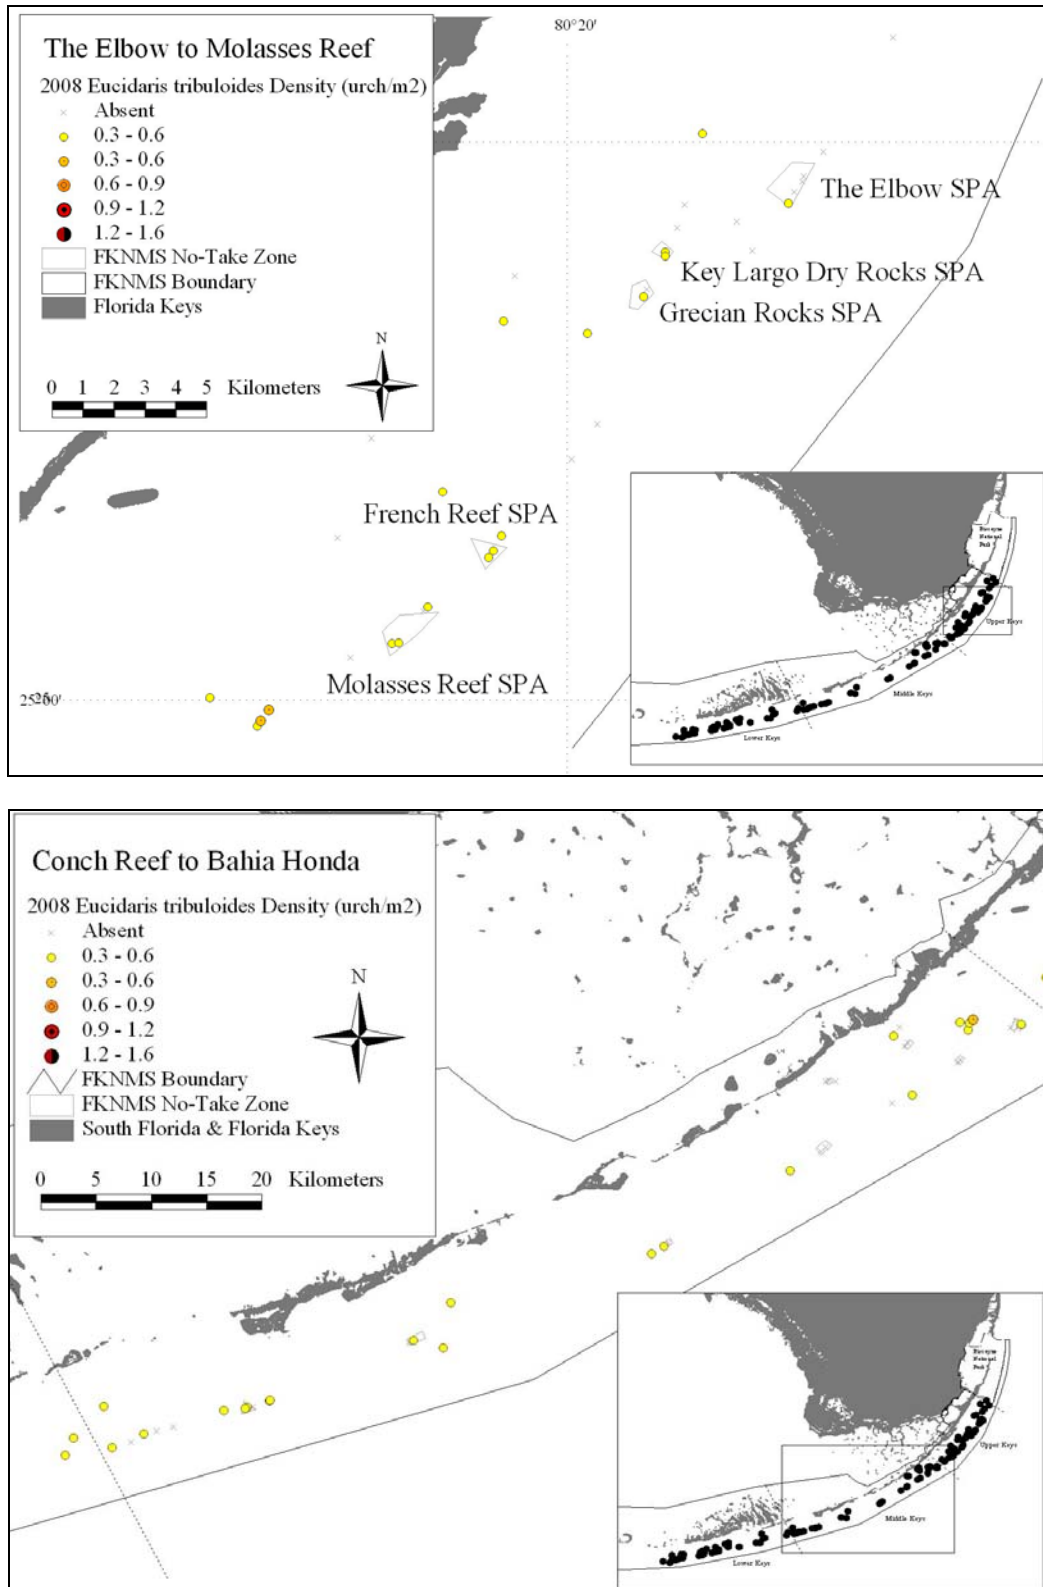 80°20'
The Elbow to Molasses Reef
2008 Eucidaris tribuloides Density (urch/m2)
Absent
0.3 - 0.6
0.3 - 0.6
0.6 - 0.9
0.9 - 1.2
1.2 - 1.6
FKNMS No-Take Zone
FKNMS Boundary
Florida Keys
0 1 2 3 4 5 Kilometers
N
The Elbow SPA
Key Largo Dry Rocks SPA
Grecian Rocks SPA
French Reef SPA
Molasses Reef SPA
Biscayne
National
Park
Upper Keys
Middle Keys
Lower Keys
Conch Reef to Bahia Honda
2008 Eucidaris tribuloides Density (urch/m2)
Absent
0.3 - 0.6
0.3 - 0.6
0.6 - 0.9
0.9 - 1.2
1.2 - 1.6
FKNMS Boundary
FKNMS No-Take Zone
South Florida & Florida Keys
0 5 10 15 20 Kilometers
N
Biscayne
National
Park
Upper Keys
Middle Keys
Lower Keys